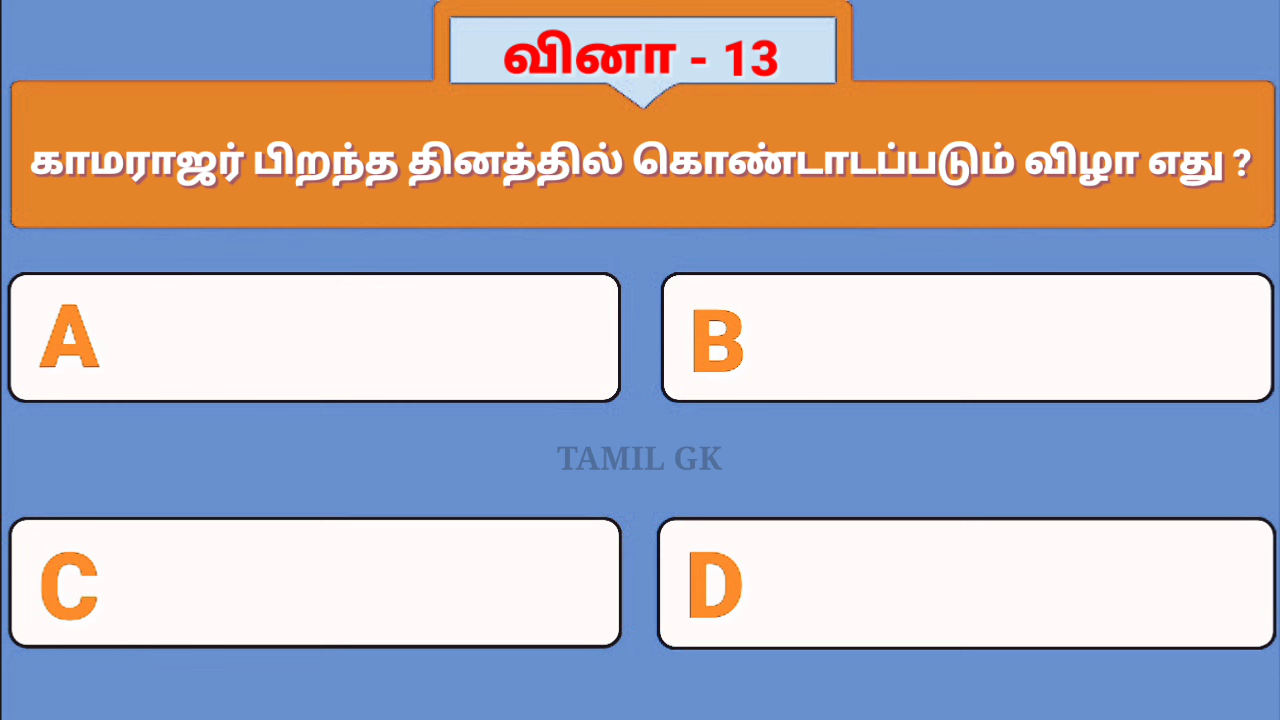 வினா - 13
காமராஜர் பிறந்த தினத்தில் கொண்டாடப்படும் விழா எது ?
A
B
TAMIL GK
C
D